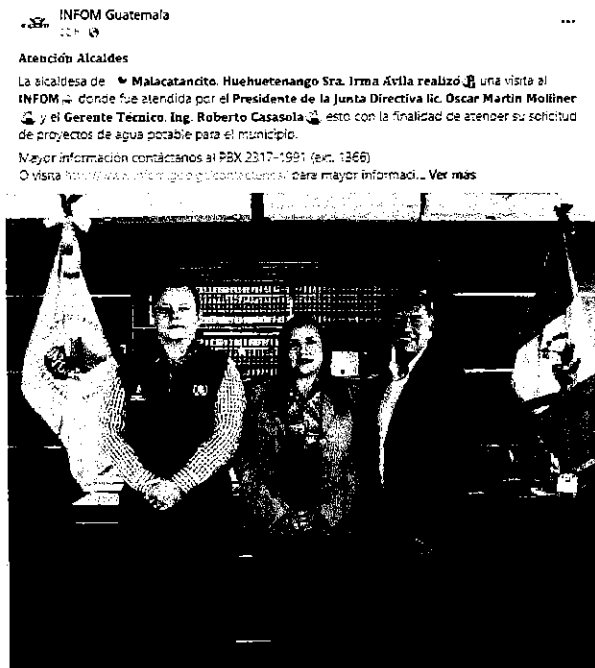 INFOM Guatemala
Atención Alcaldes
La alcaldesa de Malacatancito, Huehuetenango Sra. Irma Ávila realizó una visita al
INFOM donde fue atendida por el Presidente de la Junta Directiva lic. Oscar Martin Molliner
y el Gerente Técnico, Ing. Roberto Casasola, esto con la finalidad de atender su solicitud
de proyectos de agua potable para el municipio.
Mayor información contáctanos al PBX 2317-1991 (ext. 1366)
O visita para mayor informaci... Ver más